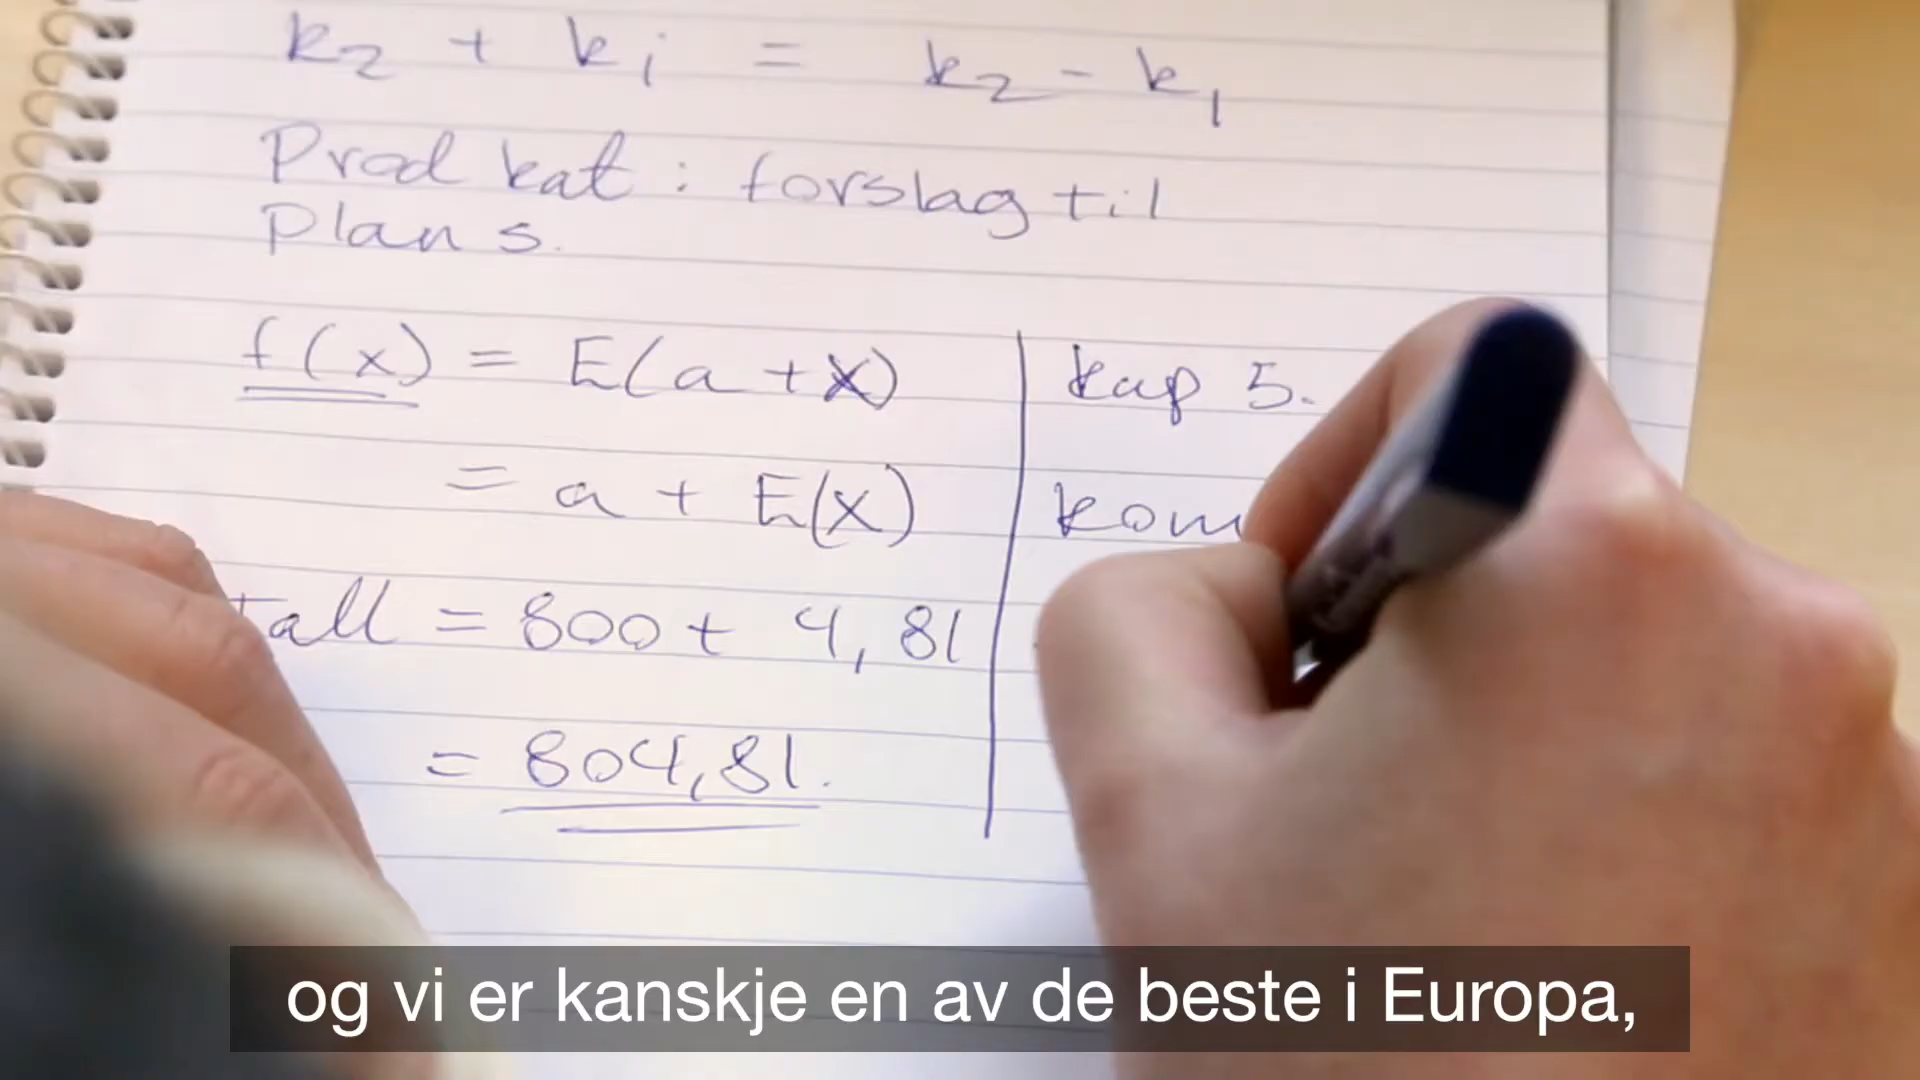 k₂ + k₁ = k₂ - k₁
Prod kat : forslag til
plan s.
f(x) = E(a + x)
= a + E(x)
tall = 800 + 4,81
= 804,81.
kap 5.
kom
og vi er kanskje en av de beste i Europa,